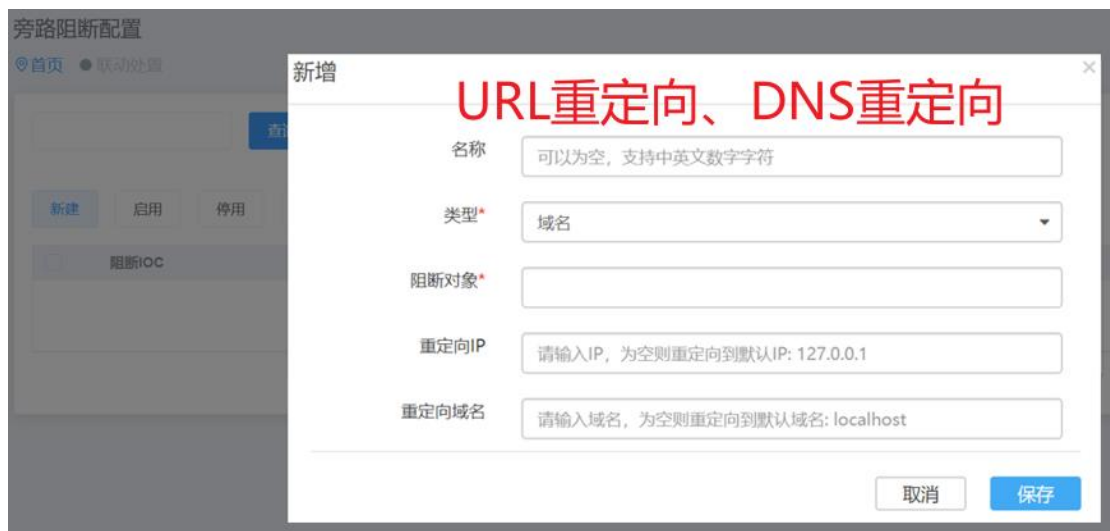 旁路阻断配置
首页 联动处置
新增
URL重定向、DNS重定向
名称 可以为空，支持中英文数字字符
类型* 域名
阻断对象*
重定向IP 请输入IP，为空则重定向到默认IP: 127.0.0.1
重定向域名 请输入域名，为空则重定向到默认域名: localhost
取消 保存
新建 启用 停用
阻断IOC